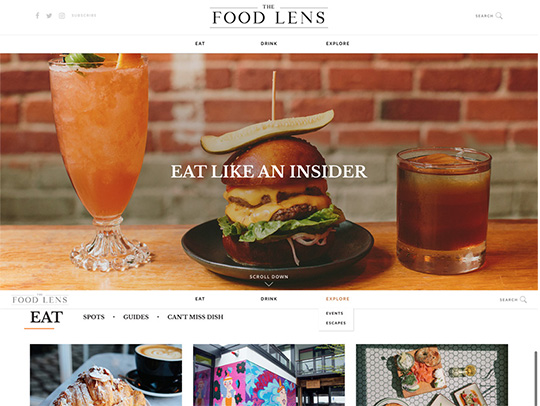 THE
SUBSCRIBE
FOOD LENS
SEARCH
EAT DRINK EXPLORE
EAT LIKE AN INSIDER
SCROLL DOWN
THE
FOOD LENS
EAT DRINK EXPLORE
SEARCH
EVENTS
ESCAPES
EAT
SPOTS • GUIDES • CAN'T MISS DISH